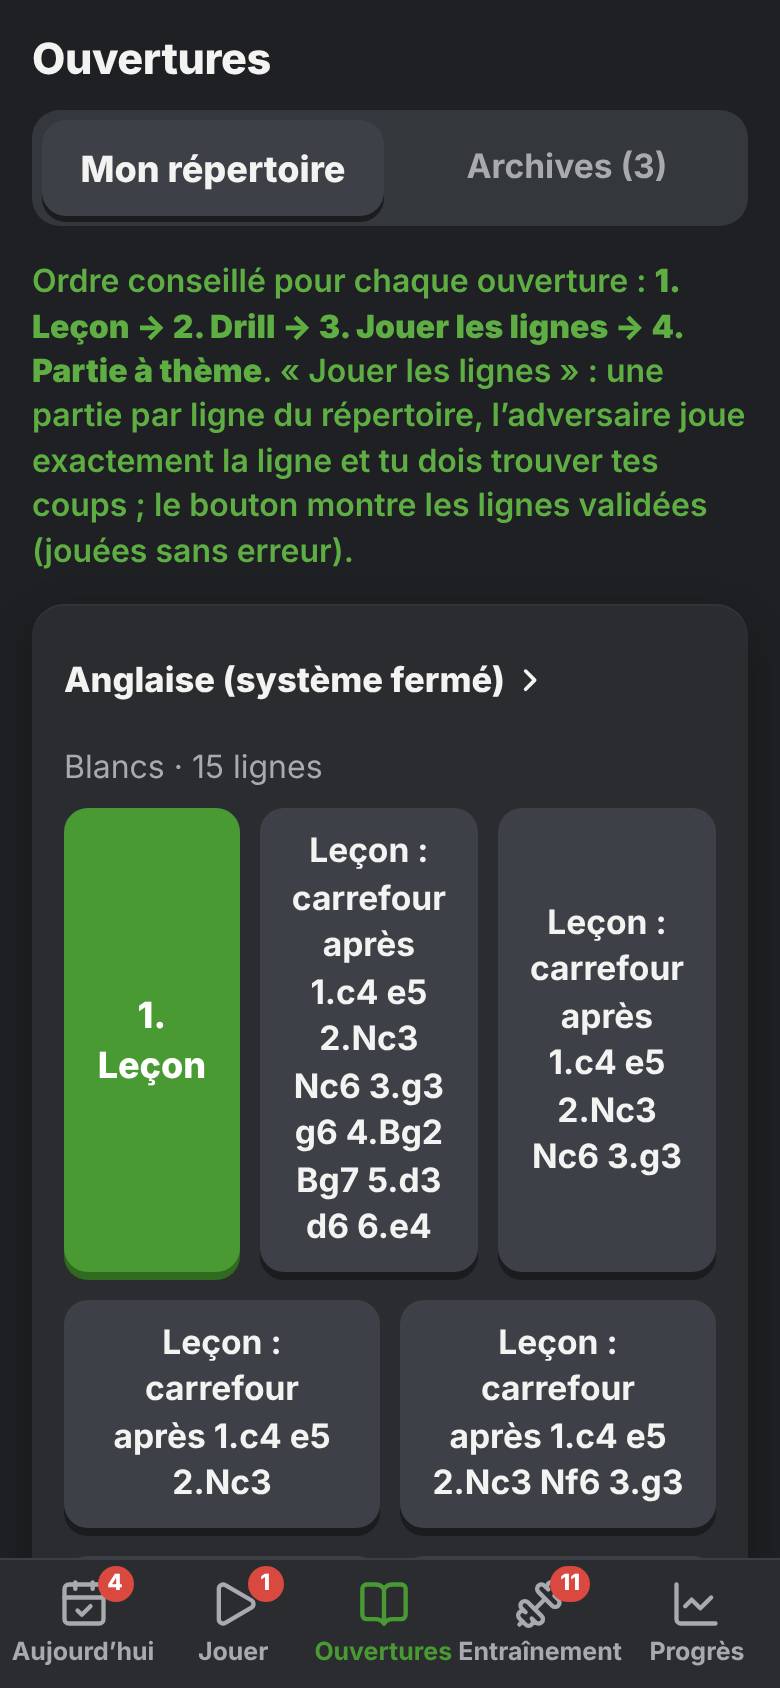 Ouvertures
Mon répertoire
Archives (3)
Ordre conseillé pour chaque ouverture : 1.
Leçon → 2. Drill → 3. Jouer les lignes → 4.
Partie à thème. « Jouer les lignes » : une
partie par ligne du répertoire, l’adversaire joue
exactement la ligne et tu dois trouver tes
coups ; le bouton montre les lignes validées
(jouées sans erreur).
Anglaise (système fermé)
Blancs · 15 lignes
1.
Leçon
Leçon :
carrefour
après
1.c4 e5
2.Nc3
Nc6 3.g3
g6 4.Bg2
Bg7 5.d3
d6 6.e4
Leçon :
carrefour
après
1.c4 e5
2.Nc3
Nc6 3.g3
Leçon :
carrefour
après 1.c4 e5
2.Nc3
Leçon :
carrefour
après 1.c4 e5
2.Nc3 Nf6 3.g3
4
Aujourd’hui
1
Jouer
Ouvertures
11
Entraînement
Progrès